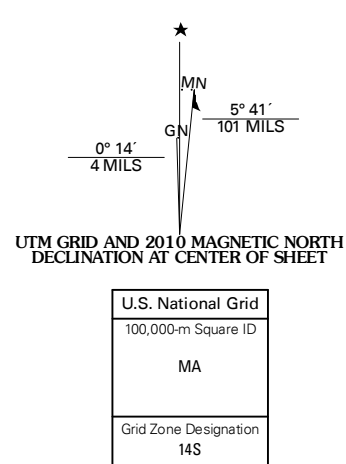 ★
MN
5° 41´
101 MILS
GN
0° 14´
4 MILS
UTM GRID AND 2010 MAGNETIC NORTH
DECLINATION AT CENTER OF SHEET
U.S. National Grid
100,000-m Square ID
MA
Grid Zone Designation
14S